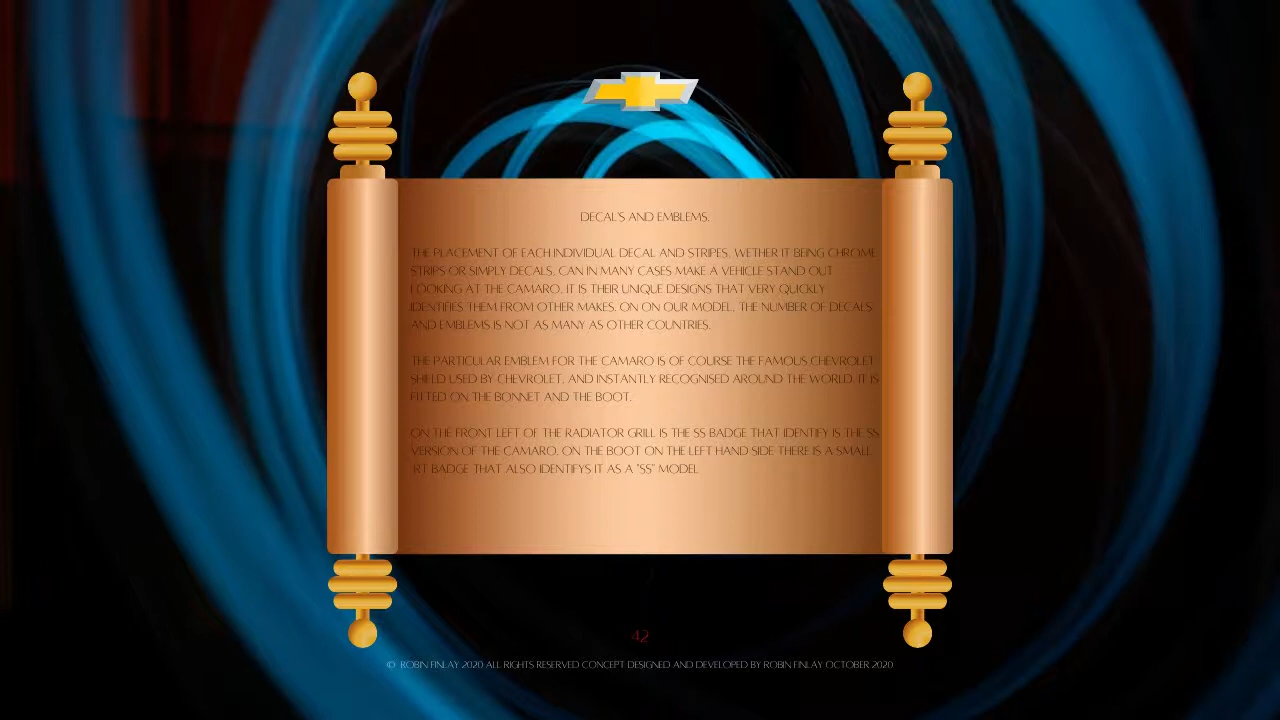 DECAL'S AND EMBLEMS.
THE PLACEMENT OF EACH INDIVIDUAL DECAL AND STRIPES, WETHER IT BEING CHROME
STRIPS OR SIMPLY DECALS, CAN IN MANY CASES MAKE A VEHICLE STAND OUT
LOOKING AT THE CAMARO, IT IS THEIR UNIQUE DESIGNS THAT VERY QUICKLY
IDENTIFIES THEM FROM OTHER MAKES. ON ON OUR MODEL, THE NUMBER OF DECALS
AND EMBLEMS IS NOT AS MANY AS OTHER COUNTRIES.
THE PARTICULAR EMBLEM FOR THE CAMARO IS OF COURSE THE FAMOUS CHEVROLET
SHIELD USED BY CHEVROLET, AND INSTANTLY RECOGNISED AROUND THE WORLD. IT IS
FITTED ON THE BONNET AND THE BOOT.
ON THE FRONT LEFT OF THE RADIATOR GRILL IS THE SS BADGE THAT IDENTIFY IS THE SS
VERSION OF THE CAMARO. ON THE BOOT ON THE LEFT HAND SIDE THERE IS A SMALL
RT BADGE THAT ALSO IDENTIFYS IT AS A "SS" MODEL
42
© ROBIN FINLAY 2020 ALL RIGHTS RESERVED CONCEPT DESIGNED AND DEVELOPED BY ROBIN FINLAY OCTOBER 2020